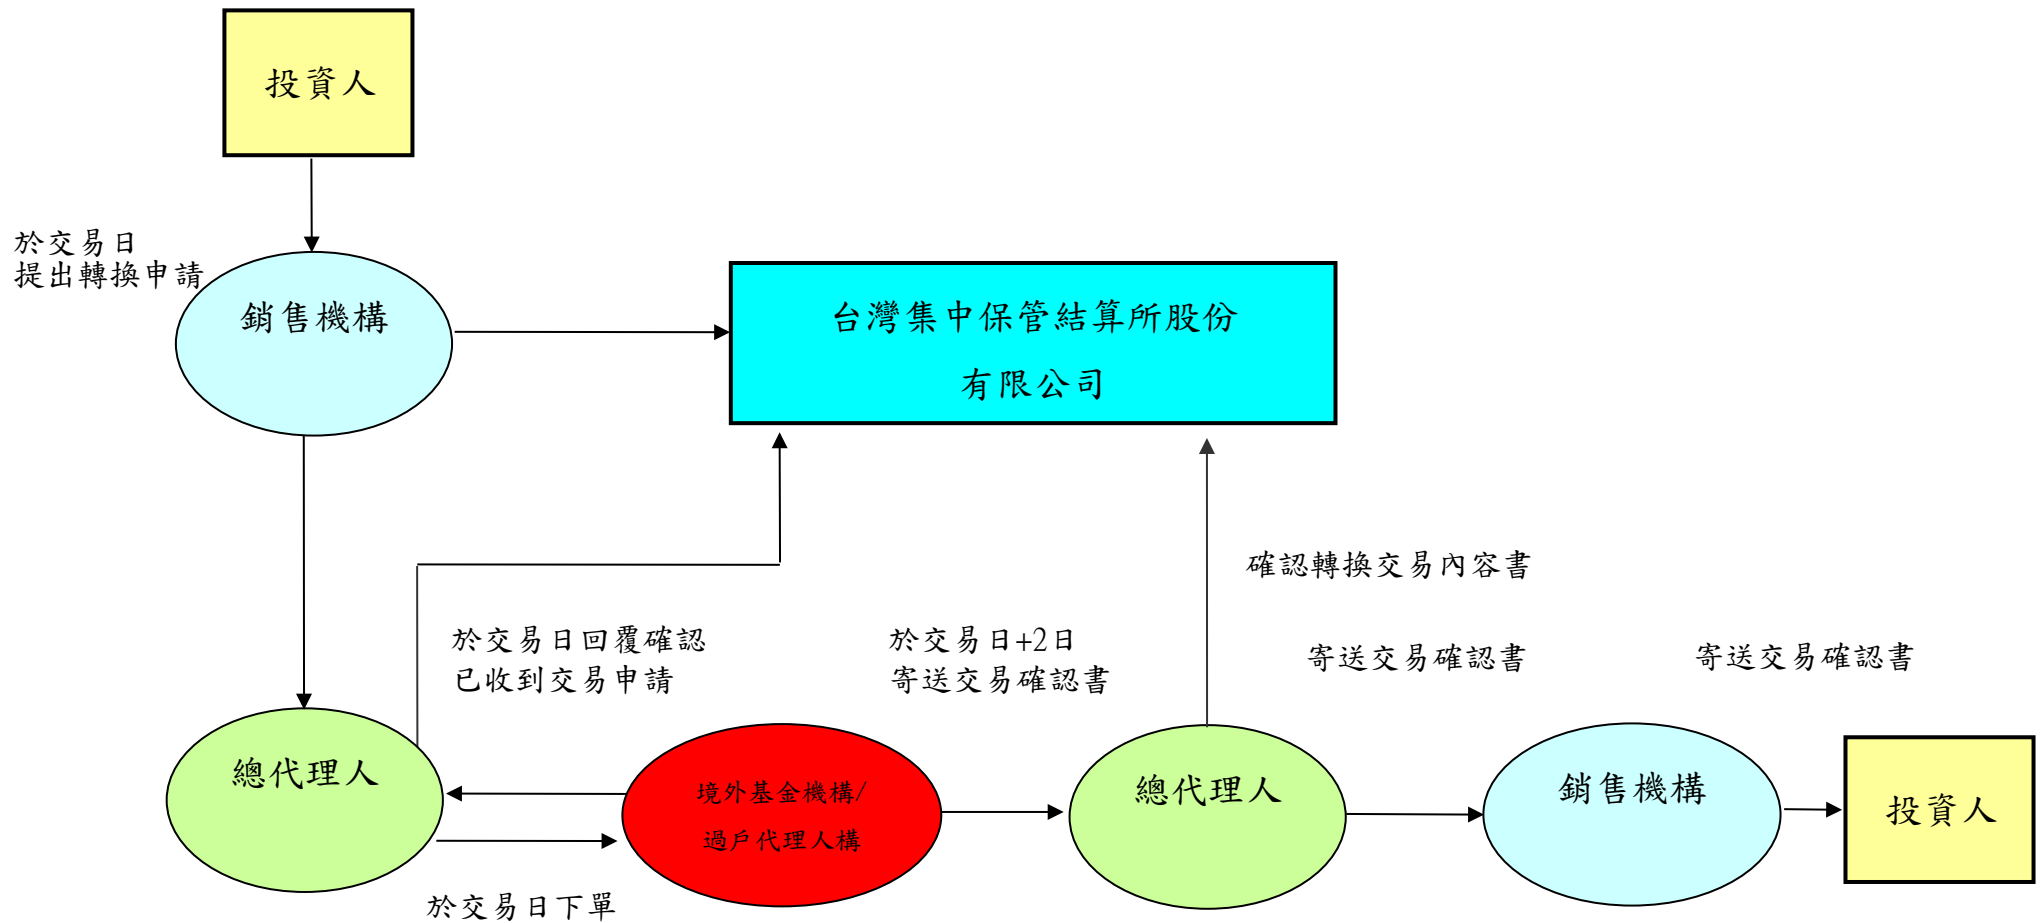 投資人
於交易日
提出轉換申請
銷售機構
台灣集中保管結算所股份
有限公司
確認轉換交易內容書
於交易日回覆確認
已收到交易申請
於交易日+2日
寄送交易確認書
寄送交易確認書
寄送交易確認書
總代理人
境外基金機構/
過戶代理人構
總代理人
銷售機構
投資人
於交易日下單